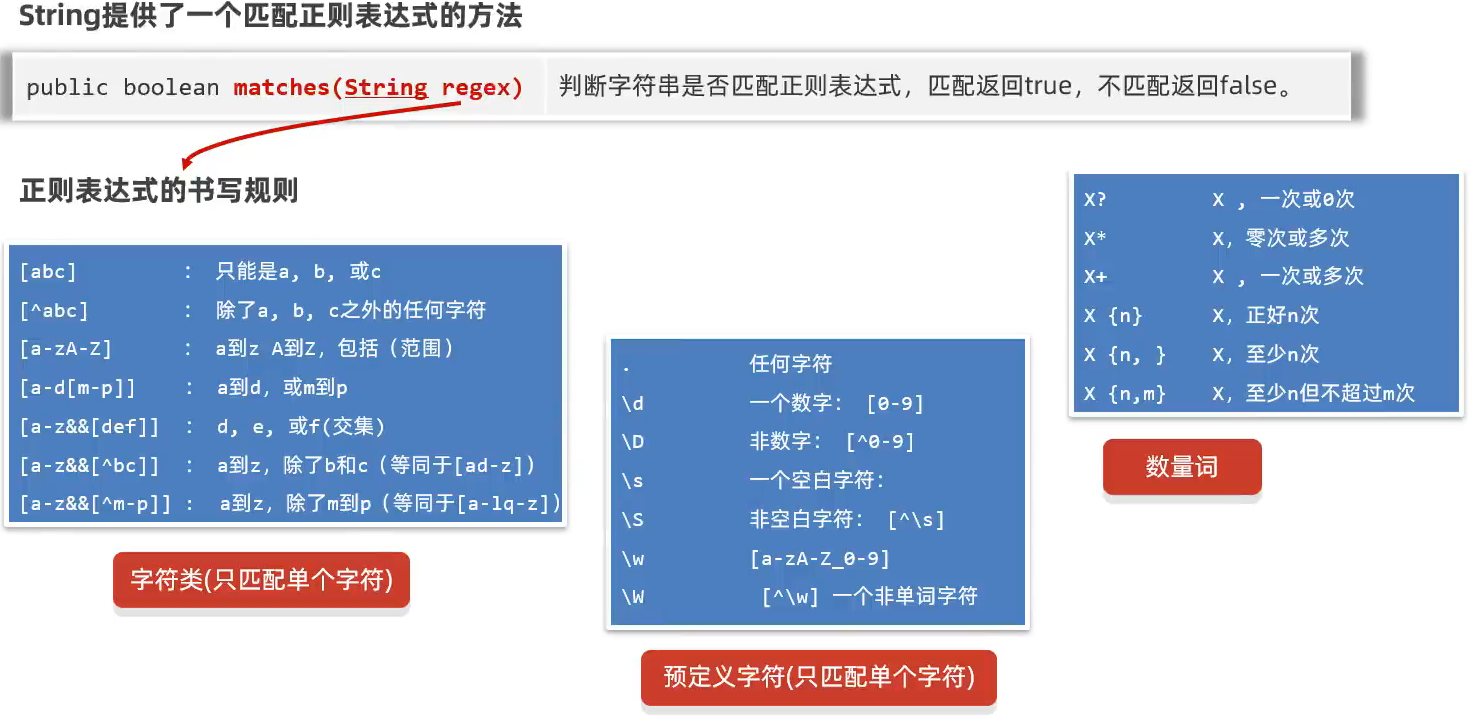 String提供了一个匹配正则表达式的方法
public boolean matches(String regex) 判断字符串是否匹配正则表达式，匹配返回true，不匹配返回false。
正则表达式的书写规则
[abc] : 只能是a, b, 或c
[^abc] : 除了a, b, c之外的任何字符
[a-zA-Z] : a到z A到Z，包括（范围）
[a-d[m-p]] : a到d，或m到p
[a-z&&[def]] : d, e, 或f(交集)
[a-z&&[^bc]] : a到z，除了b和c（等同于[ad-z]）
[a-z&&[^m-p]] : a到z，除了m到p（等同于[a-lq-z]）
字符类(只匹配单个字符)
. 任何字符
\d 一个数字： [0-9]
\D 非数字： [^0-9]
\s 一个空白字符：
\S 非空白字符： [^\s]
\w [a-zA-Z_0-9]
\W [^\w] 一个非单词字符
预定义字符(只匹配单个字符)
X? X , 一次或0次
X* X，零次或多次
X+ X , 一次或多次
X {n} X，正好n次
X {n, } X，至少n次
X {n,m} X，至少n但不超过m次
数量词